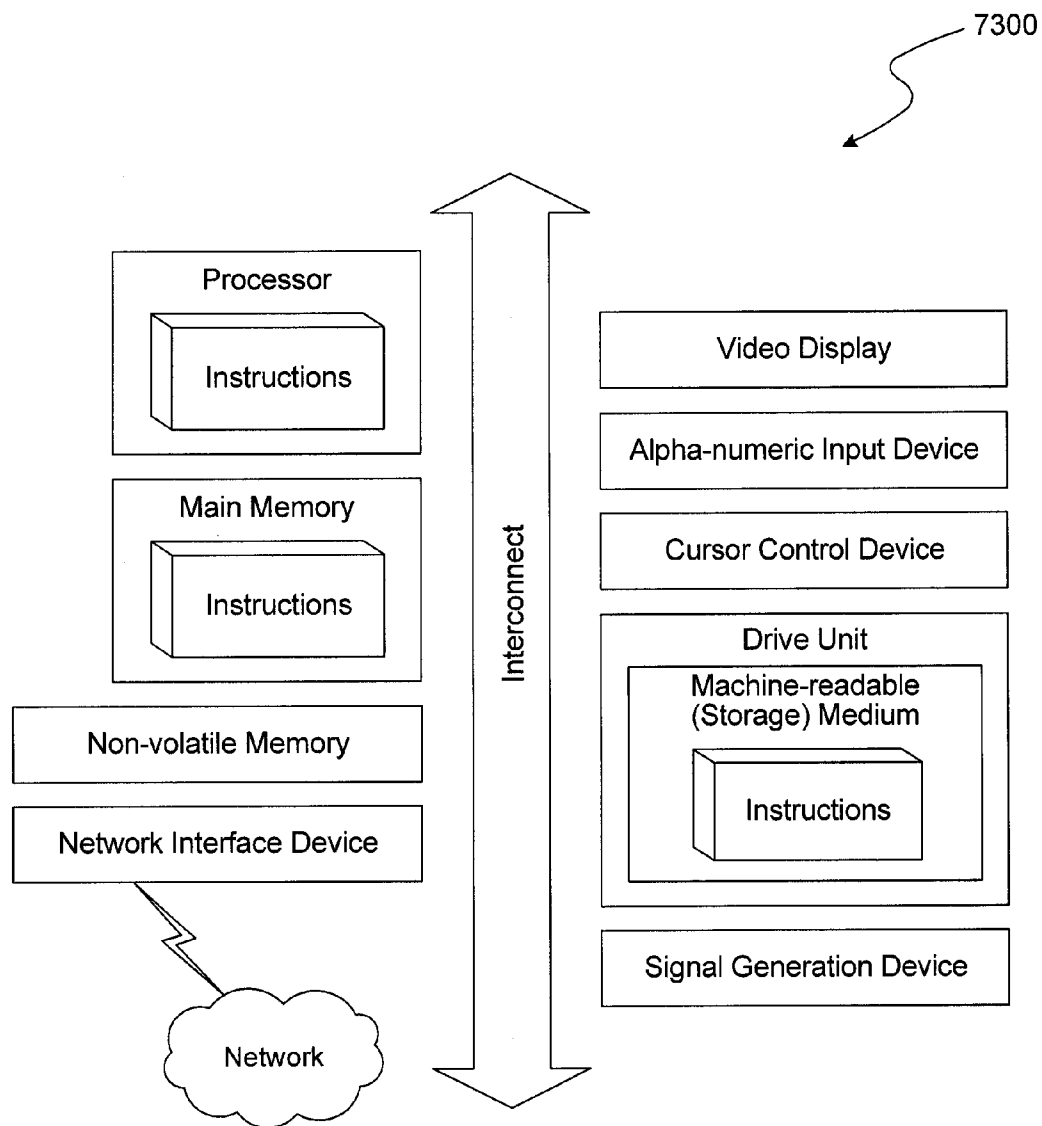 7300
Processor
Instructions
Main Memory
Instructions
Non-volatile Memory
Network Interface Device
Network
Interconnect
Video Display
Alpha-numeric Input Device
Cursor Control Device
Drive Unit
Machine-readable
(Storage) Medium
Instructions
Signal Generation Device